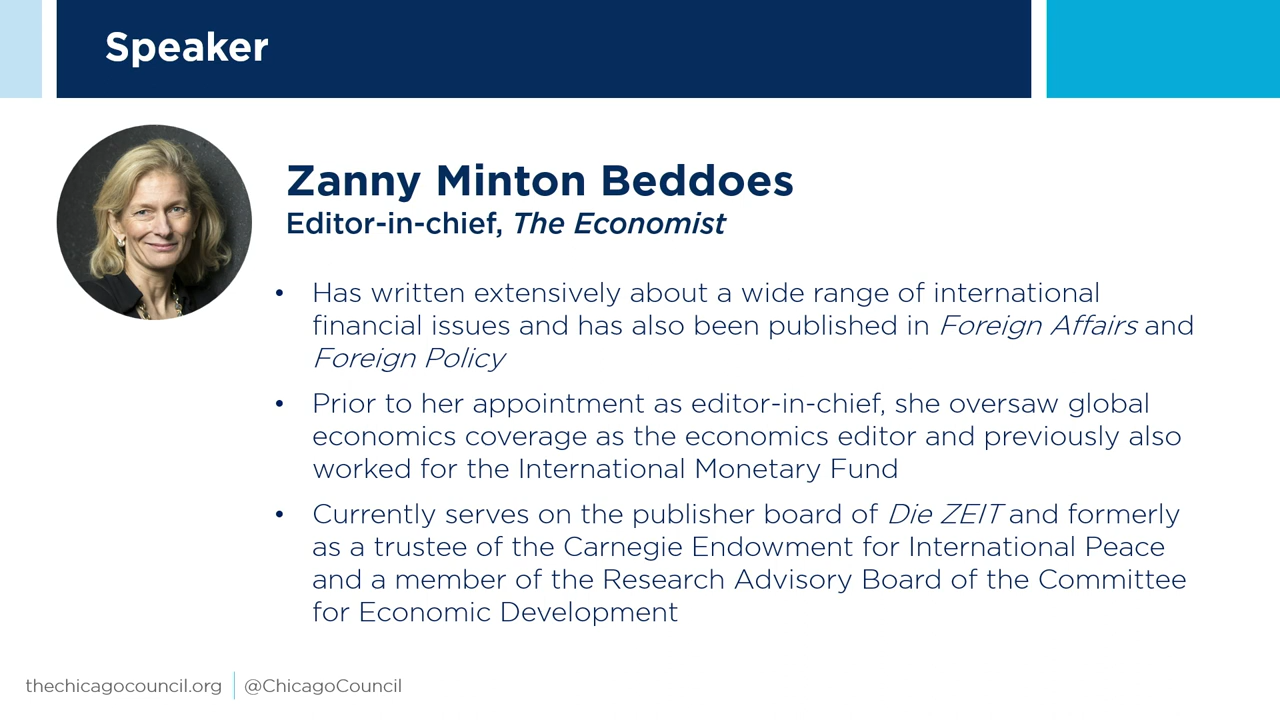 Speaker
Zanny Minton Beddoes
Editor-in-chief, The Economist
• Has written extensively about a wide range of international
financial issues and has also been published in Foreign Affairs and
Foreign Policy
• Prior to her appointment as editor-in-chief, she oversaw global
economics coverage as the economics editor and previously also
worked for the International Monetary Fund
• Currently serves on the publisher board of Die ZEIT and formerly
as a trustee of the Carnegie Endowment for International Peace
and a member of the Research Advisory Board of the Committee
for Economic Development
thechicagocouncil.org | @ChicagoCouncil